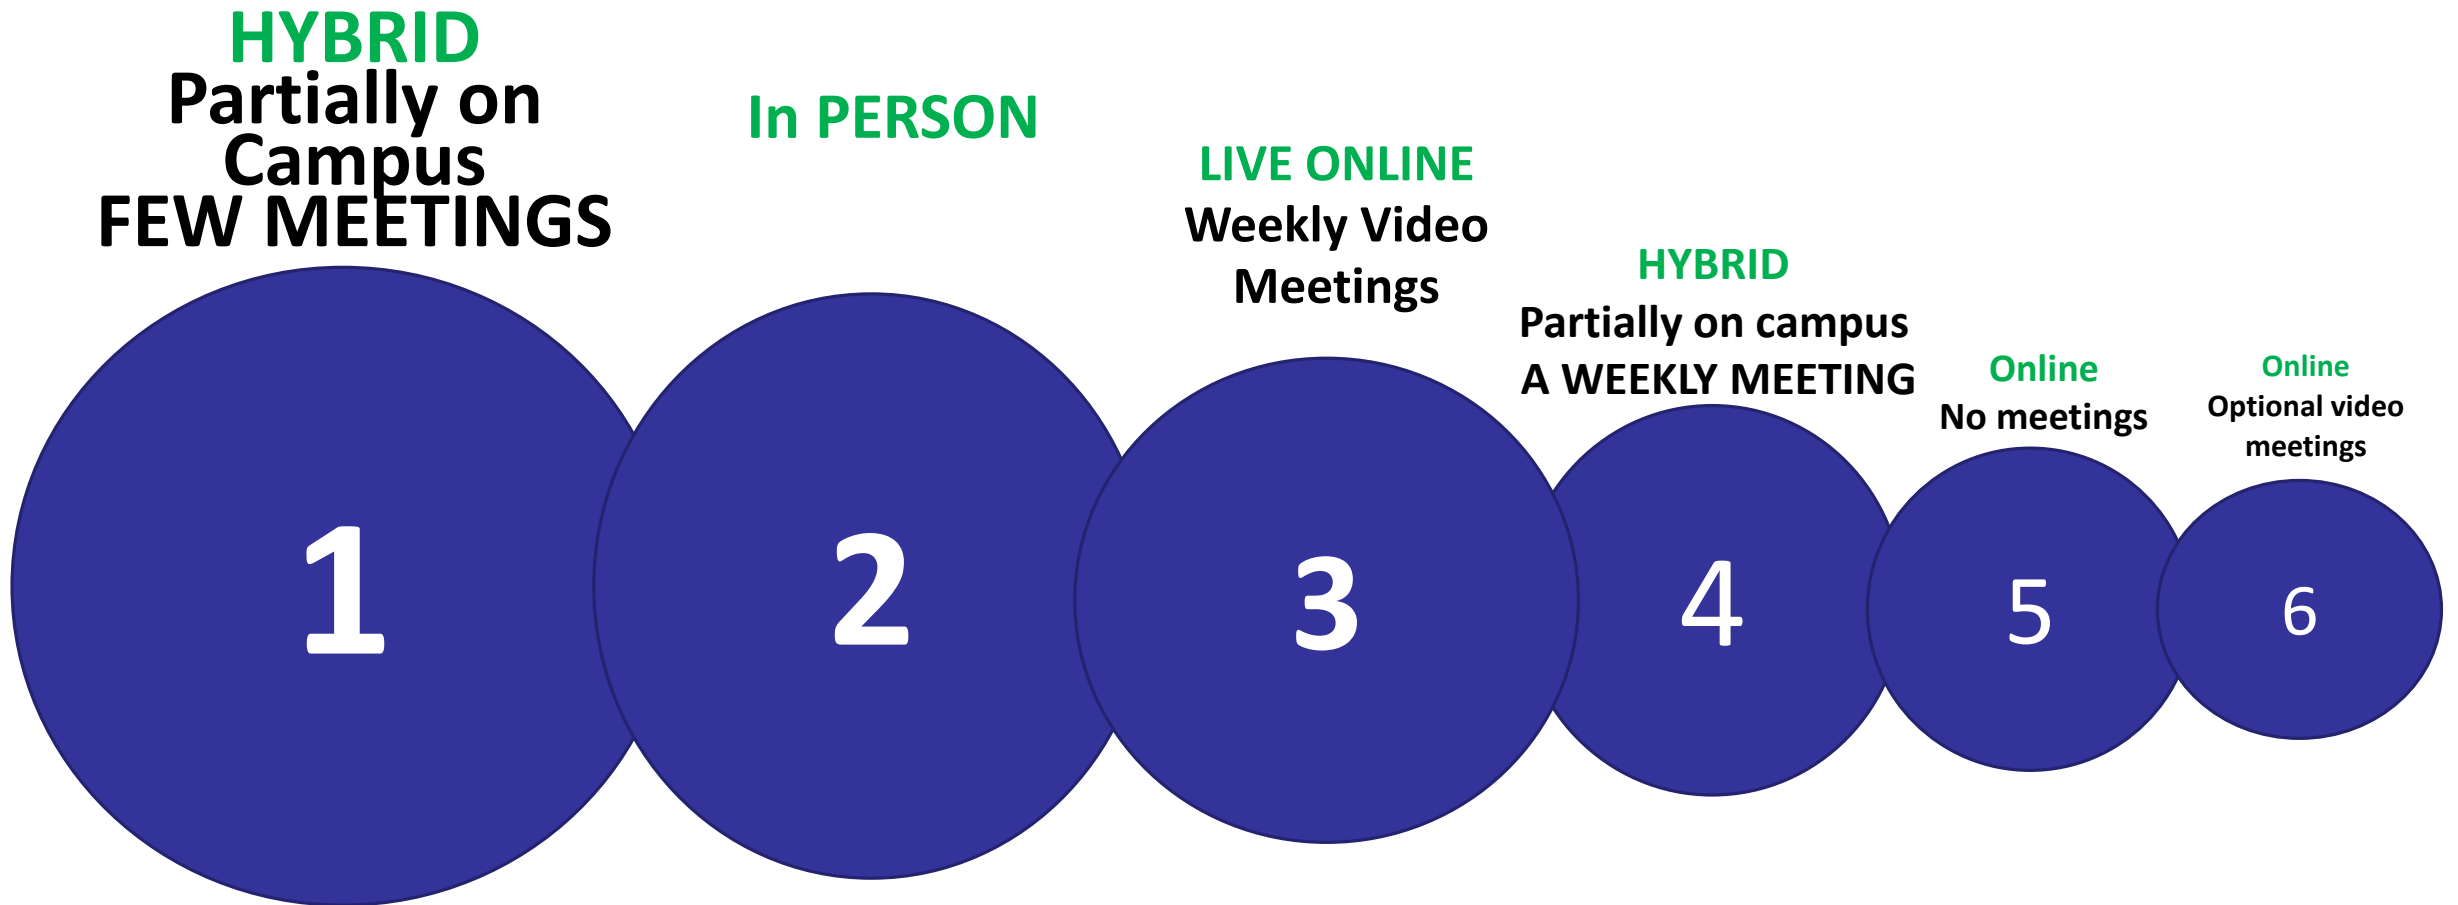 HYBRID
Partially on
Campus
FEW MEETINGS
In PERSON
LIVE ONLINE
Weekly Video
Meetings
HYBRID
Partially on campus
A WEEKLY MEETING
Online
No meetings
Online
Optional video
meetings
1
2
3
4
5
6